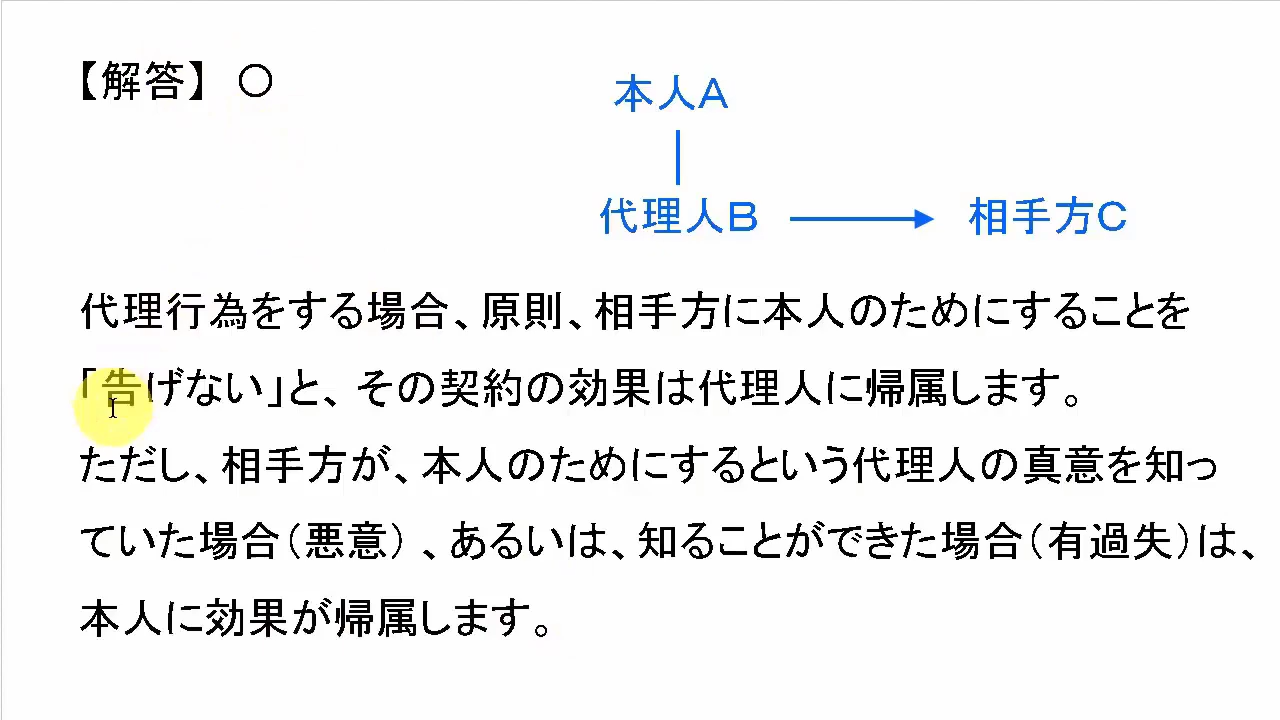 【解答】 ○
本人A
代理人B
相手方C
代理行為をする場合、原則、相手方に本人のためにすることを
「告げない」と、その契約の効果は代理人に帰属します。
ただし、相手方が、本人のためにするという代理人の真意を知っ
ていた場合(悪意)、あるいは、知ることができた場合(有過失)は、
本人に効果が帰属します。